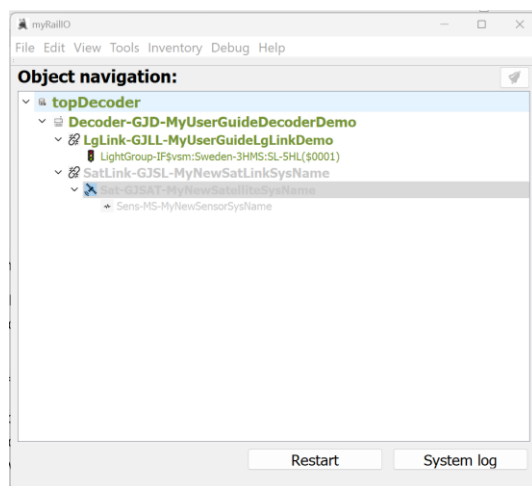 myRailIO
File Edit View Tools Inventory Debug Help
Object navigation:
topDecoder
Decoder-GJD-MyUserGuideDecoderDemo
LgLink-GJLL-MyUserGuideLgLinkDemo
LightGroup-IF$vsm:Sweden-3HMS:SL-5HL($0001)
SatLink-GJSL-MyNewSatLinkSysName
Sat-GJSAT-MyNewSatelliteSysName
Sens-MS-MyNewSensorSysName
Restart System log